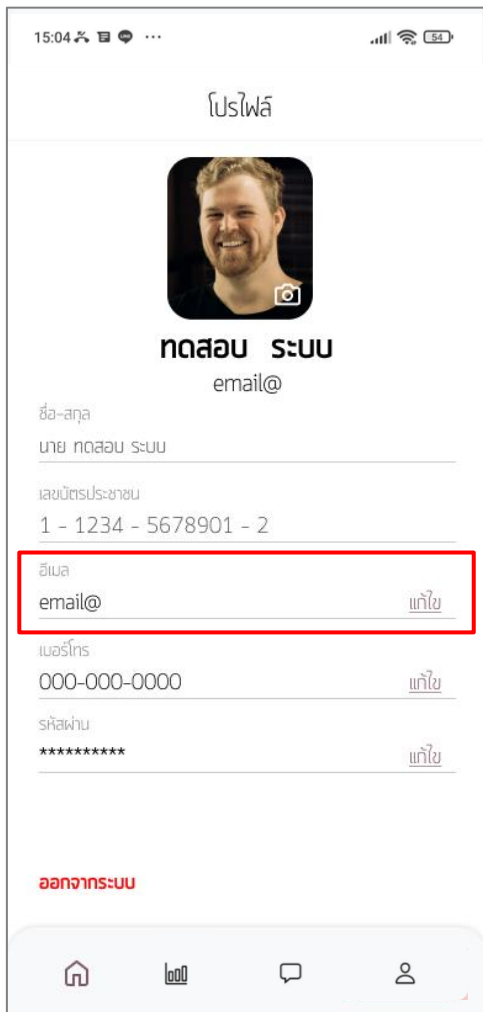 15:04 ... 54
โปรไฟล์
ทดสอบ ระบบ
email@
ชื่อ-สกุล
นาย ทดสอบ ระบบ
เลขบัตรประชาชน
1 - 1234 - 5678901 - 2
อีเมล
email@ แก้ไข
เบอร์โทร
000-000-0000 แก้ไข
รหัสผ่าน
********** แก้ไข
ออกจากระบบ